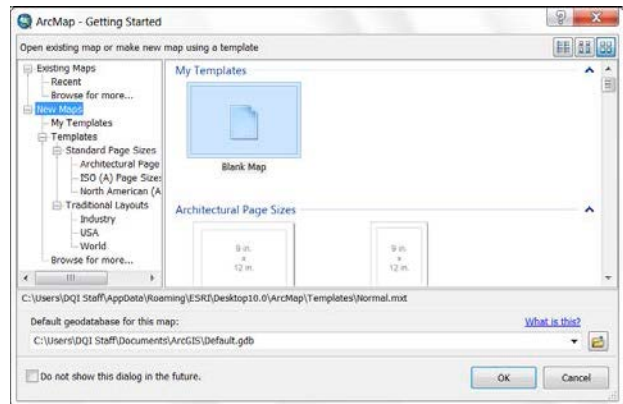 ArcMap - Getting Started
Open existing map or make new map using a template
Existing Maps
Recent
Browse for more...
New Maps
My Templates
Templates
Standard Page Sizes
Architectural Page
ISO (A) Page Size:
North American (A
Traditional Layouts
Industry
USA
World
Browse for more...
My Templates
Blank Map
Architectural Page Sizes
9 in.
x
12 in.
9 in.
x
12 in.
C:\Users\DQI Staff\AppData\Roaming\ESRI\Desktop10.0\ArcMap\Templates\Normal.mxt
Default geodatabase for this map:
What is this?
C:\Users\DQI Staff\Documents\ArcGIS\Default.gdb
Do not show this dialog in the future.
OK
Cancel